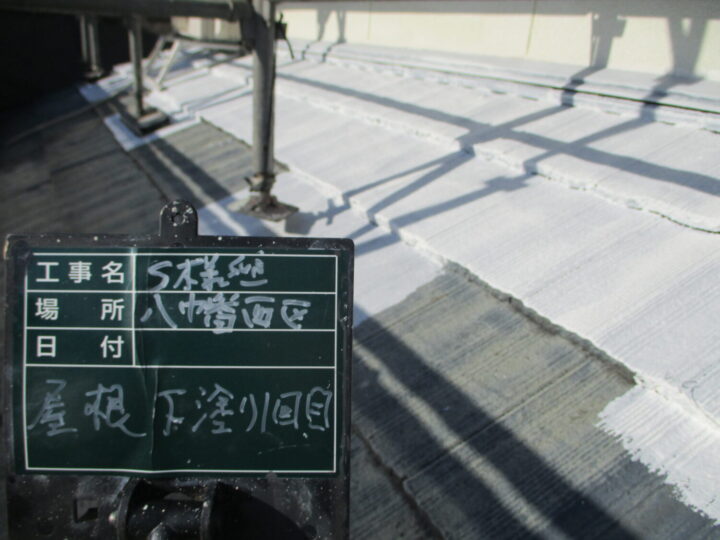 工事名 S様邸
場所 八幡西区
日付
屋根 下塗り1回目